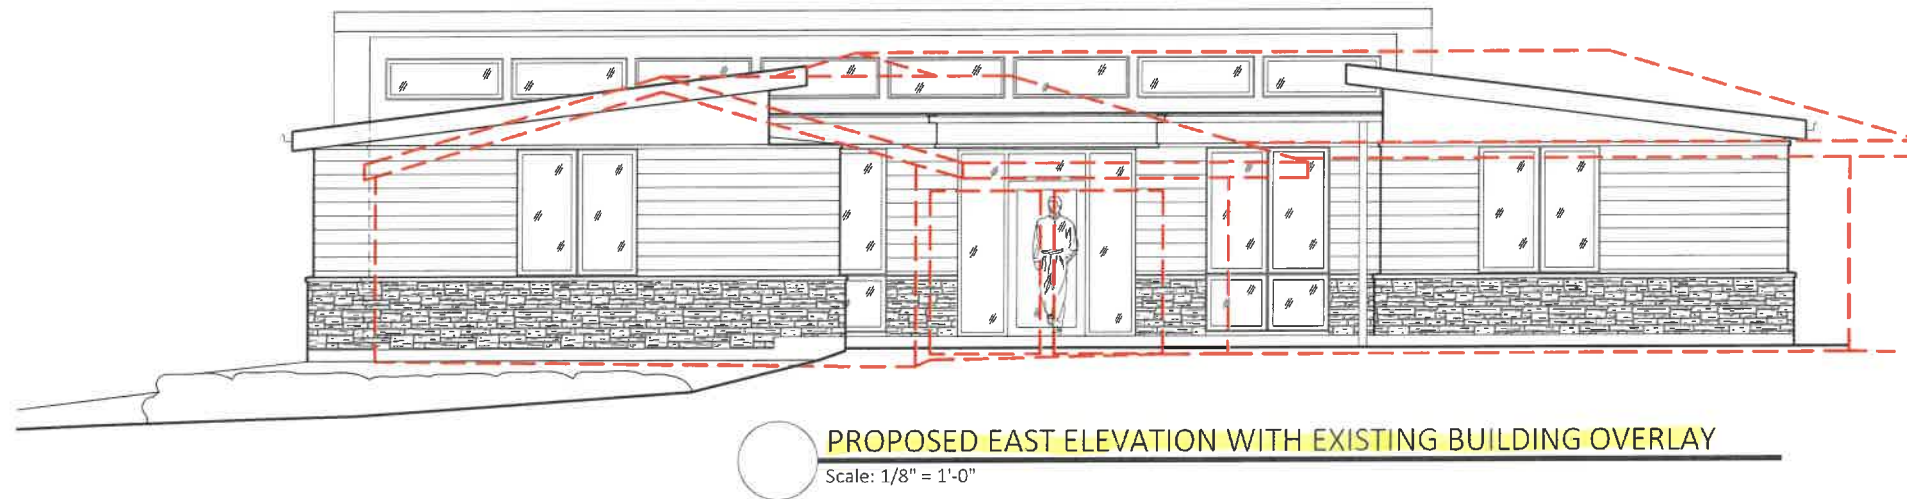 PROPOSED EAST ELEVATION WITH EXISTING BUILDING OVERLAY
Scale: 1/8" = 1'-0"